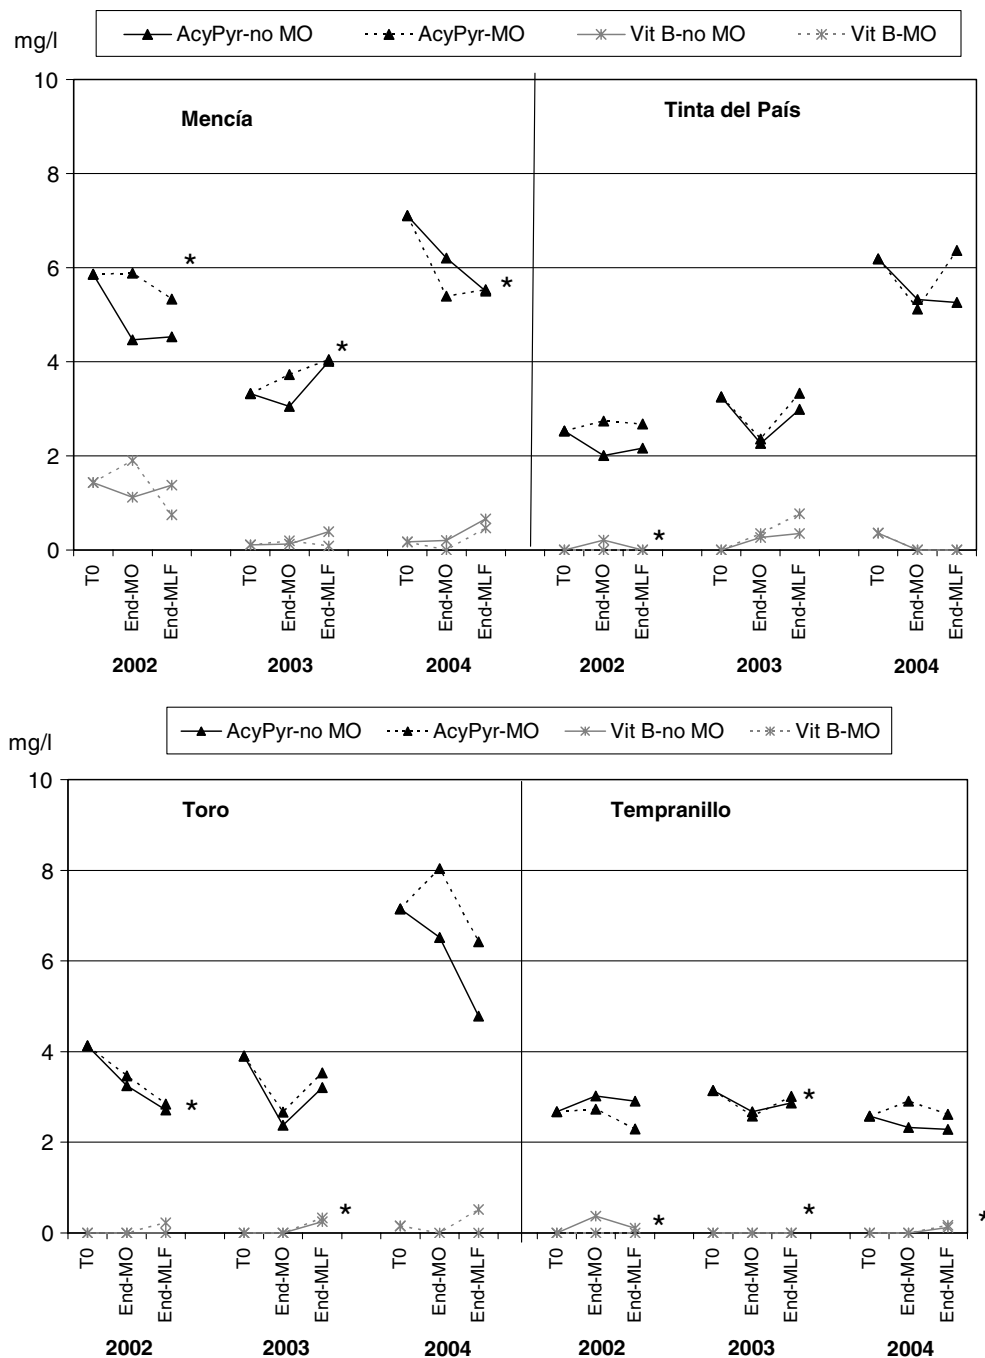 mg/l
AcyPyr-no MO AcyPyr-MO Vit B-no MO Vit B-MO
10
8
6
4
2
0
Mencía
Tinta del País
* * * *
T0 End-MO End-MLF T0 End-MO End-MLF T0 End-MO End-MLF T0 End-MO End-MLF T0 End-MO End-MLF T0 End-MO End-MLF
2002 2003 2004 2002 2003 2004
mg/l
AcyPyr-no MO AcyPyr-MO Vit B-no MO Vit B-MO
10
8
6
4
2
0
Toro
Tempranillo
* * * * * *
T0 End-MO End-MLF T0 End-MO End-MLF T0 End-MO End-MLF T0 End-MO End-MLF T0 End-MO End-MLF T0 End-MO End-MLF
2002 2003 2004 2002 2003 2004